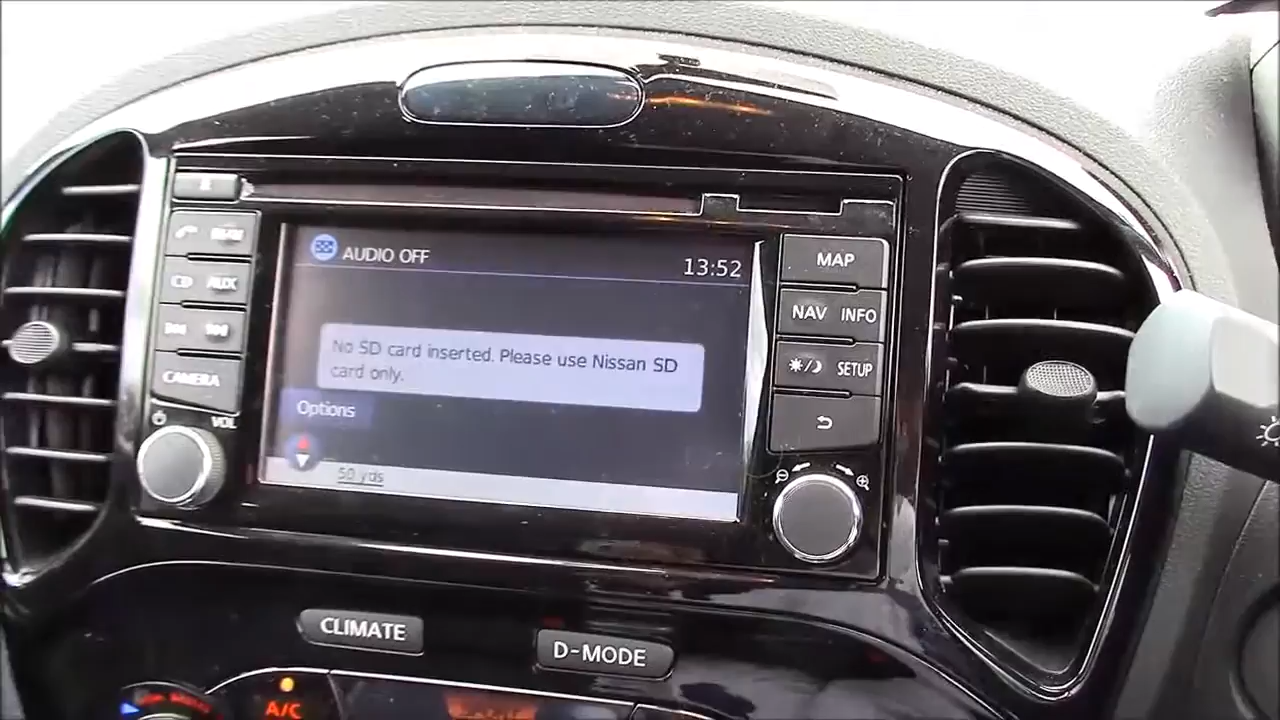 AUDIO OFF
13:52
No SD card inserted. Please use Nissan SD
card only.
Options
50 yds
CD AUX
CAMERA
VOL
MAP
NAV INFO
SETUP
CLIMATE
D-MODE
A/C